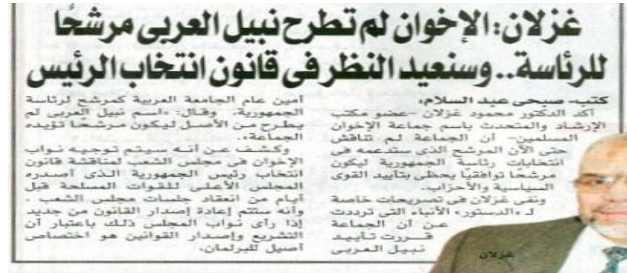 غزلان: الإخوان لم تطرح نبيل العربى مرشحًا
للرئاسة.. وسنعيد النظر فى قانون انتخاب الرئيس
كتب- صبحى عبد السلام:
أكد الدكتور محمود غزلان -عضو مكتب
الإرشاد والمتحدث باسم جماعة الإخوان
المسلمين- أن الجماعة لم تناقش
حتى الآن المرشح الذى ستدعمه فى
انتخابات رئاسة الجمهورية ليكون
مرشحًا توافقيًا يحظى بتأييد القوى
السياسية والأحزاب.
ونفى غزلان فى تصريحات خاصة
لـ «الدستور» الأنباء التى ترددت
عن أن الجماعة
قررت تأييد
نبيل العربى
أمين عام الجامعة العربية كمرشح لرئاسة
الجمهورية. وقال: «اسم نبيل العربى لم
يطرح من الأصل ليكون مرشحًا تؤيده
الجماعة».
وكشف عن أنه سيتم توجيه نواب
الإخوان فى مجلس الشعب لمناقشة قانون
انتخاب رئيس الجمهورية الذى أصدره
المجلس الأعلى للقوات المسلحة قبل
أيام من انعقاد جلسات مجلس الشعب ،
وأنه ستتم إعادة إصدار القانون من جديد
إذا رأى نواب المجلس ذلك باعتبار أن
التشريع وإصدار القوانين هو اختصاص
أصيل للبرلمان.
غزلان